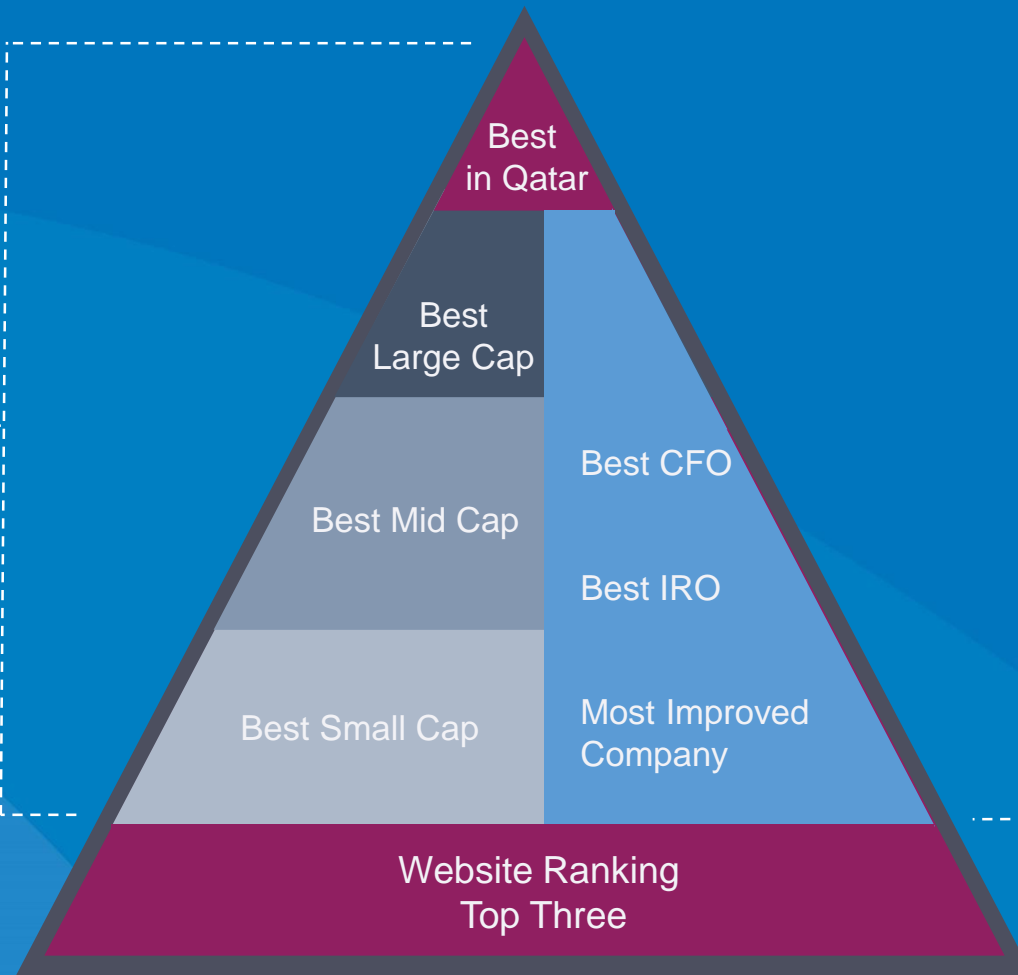 Best
in Qatar
Best
Large Cap
Best Mid Cap
Best Small Cap
Best CFO
Best IRO
Most Improved
Company
Website Ranking
Top Three